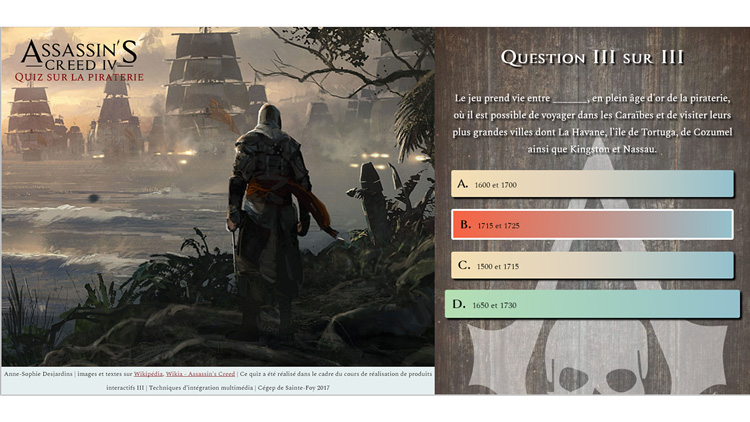 ASSASSIN'S
CREED IV
QUIZ SUR LA PIRATERIE
Anne-Sophie Desjardins | images et textes sur Wikipédia, Wikia - Assassin's Creed | Ce quiz a été réalisé dans le cadre du cours de réalisation de produits
interactifs III | Techniques d'intégration multimédia | Cégep de Sainte-Foy 2017
Question III sur III
Le jeu prend vie entre ______, en plein âge d'or de la piraterie,
où il est possible de voyager dans les Caraïbes et de visiter leurs
plus grandes villes dont La Havane, l'île de Tortuga, de Cozumel
ainsi que Kingston et Nassau.
A. 1600 et 1700
B. 1715 et 1725
C. 1500 et 1715
D. 1650 et 1730